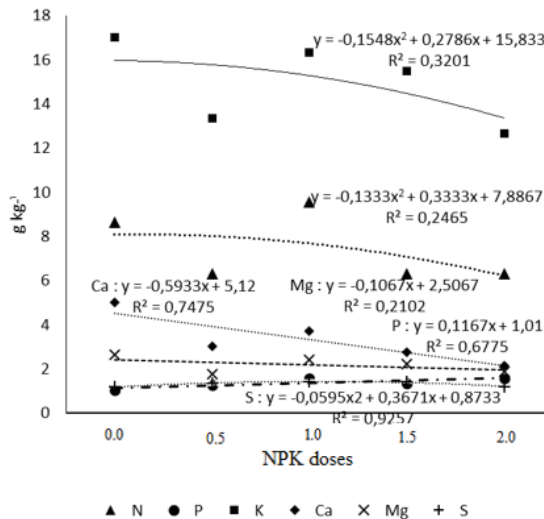 18
16
14
12
10
8
6
4
2
0
g kg-¹
y = -0,1548x² + 0,2786x + 15,833
R² = 0,3201
y = -0,1333x² + 0,3333x + 7,8867
R² = 0,2465
Ca : y = -0,5933x + 5,12
R² = 0,7475
Mg : y = -0,1067x + 2,5067
R² = 0,2102
P : y = 0,1167x + 1,01
R² = 0,6775
S : y = -0,0595x2 + 0,3671x + 0,8733
R² = 0,9257
0.0 0.5 1.0 1.5 2.0
NPK doses
N P K Ca Mg S